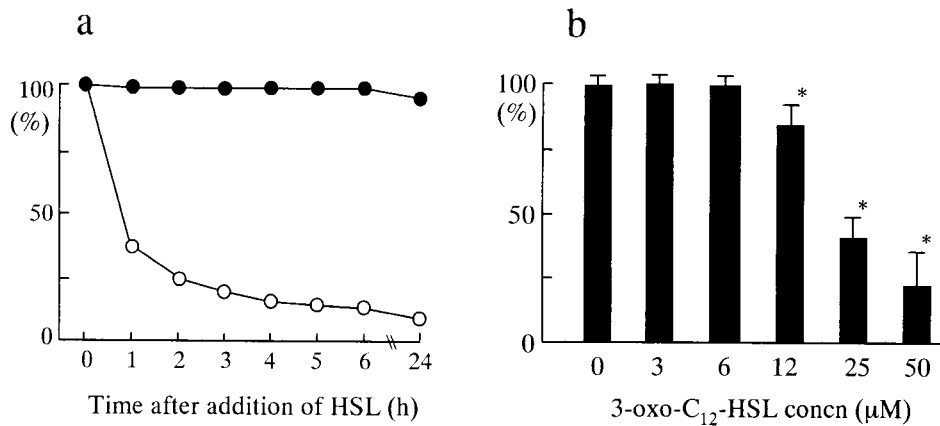 a
100
(%)
50
0
0 1 2 3 4 5 6 24
Time after addition of HSL (h)
b
100
(%)
50
0
* * *
0 3 6 12 25 50
3-oxo-C₁₂-HSL concn (μM)